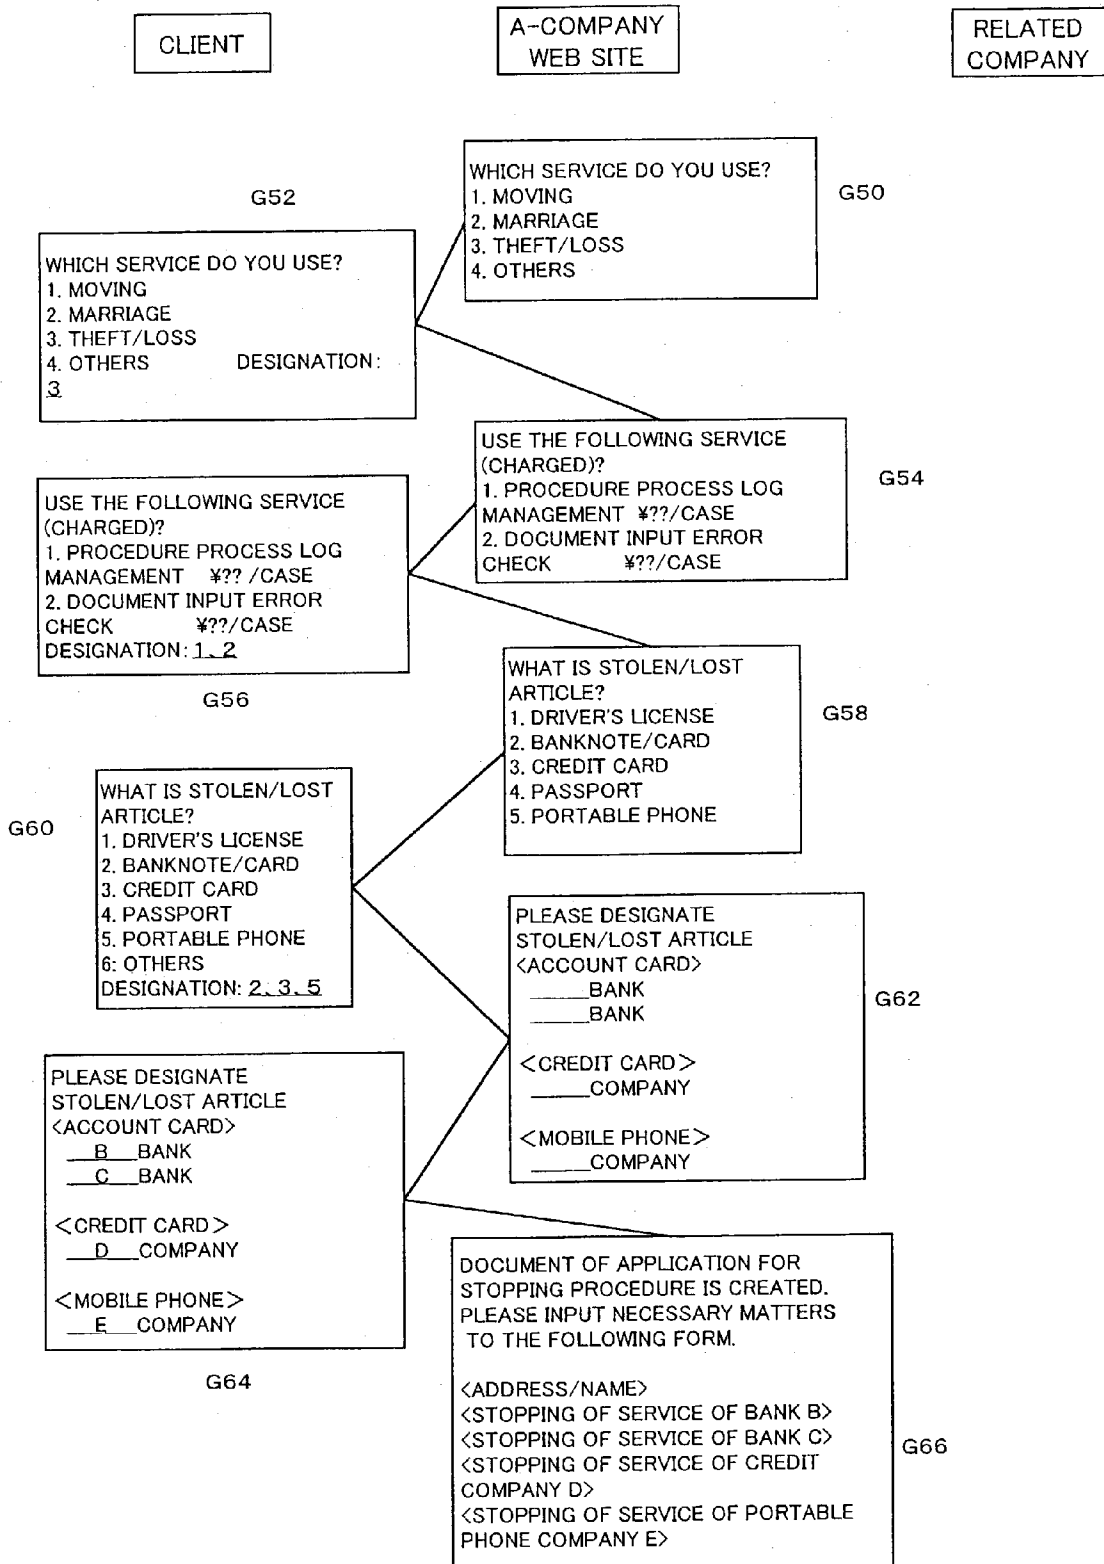 CLIENT
A-COMPANY
WEB SITE
RELATED
COMPANY
WHICH SERVICE DO YOU USE?
1. MOVING
2. MARRIAGE
3. THEFT/LOSS
4. OTHERS
G50
G52
WHICH SERVICE DO YOU USE?
1. MOVING
2. MARRIAGE
3. THEFT/LOSS
4. OTHERS DESIGNATION:
3
USE THE FOLLOWING SERVICE
(CHARGED)?
1. PROCEDURE PROCESS LOG
MANAGEMENT ¥??/CASE
2. DOCUMENT INPUT ERROR
CHECK ¥??/CASE
G54
USE THE FOLLOWING SERVICE
(CHARGED)?
1. PROCEDURE PROCESS LOG
MANAGEMENT ¥?? /CASE
2. DOCUMENT INPUT ERROR
CHECK ¥??/CASE
DESIGNATION: 1、2
G56
WHAT IS STOLEN/LOST
ARTICLE?
1. DRIVER'S LICENSE
2. BANKNOTE/CARD
3. CREDIT CARD
4. PASSPORT
5. PORTABLE PHONE
G58
G60
WHAT IS STOLEN/LOST
ARTICLE?
1. DRIVER'S LICENSE
2. BANKNOTE/CARD
3. CREDIT CARD
4. PASSPORT
5. PORTABLE PHONE
6: OTHERS
DESIGNATION: 2、3、5
PLEASE DESIGNATE
STOLEN/LOST ARTICLE
<ACCOUNT CARD>
_____BANK
_____BANK
<CREDIT CARD>
_____COMPANY
<MOBILE PHONE>
_____COMPANY
G62
PLEASE DESIGNATE
STOLEN/LOST ARTICLE
<ACCOUNT CARD>
__B__BANK
__C__BANK
<CREDIT CARD>
__D__COMPANY
<MOBILE PHONE>
__E__COMPANY
G64
DOCUMENT OF APPLICATION FOR
STOPPING PROCEDURE IS CREATED.
PLEASE INPUT NECESSARY MATTERS
TO THE FOLLOWING FORM.
<ADDRESS/NAME>
<STOPPING OF SERVICE OF BANK B>
<STOPPING OF SERVICE OF BANK C>
<STOPPING OF SERVICE OF CREDIT
COMPANY D>
<STOPPING OF SERVICE OF PORTABLE
PHONE COMPANY E>
G66